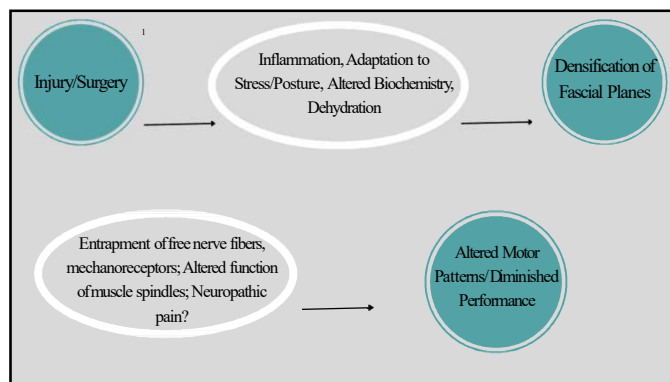 1
Injury/Surgery
Inflammation, Adaptation to
Stress/Posture, Altered Biochemistry,
Dehydration
Densification of
Fascial Planes
Entrapment of free nerve fibers,
mechanoreceptors; Altered function
of muscle spindles; Neuropathic
pain?
Altered Motor
Patterns/Diminished
Performance